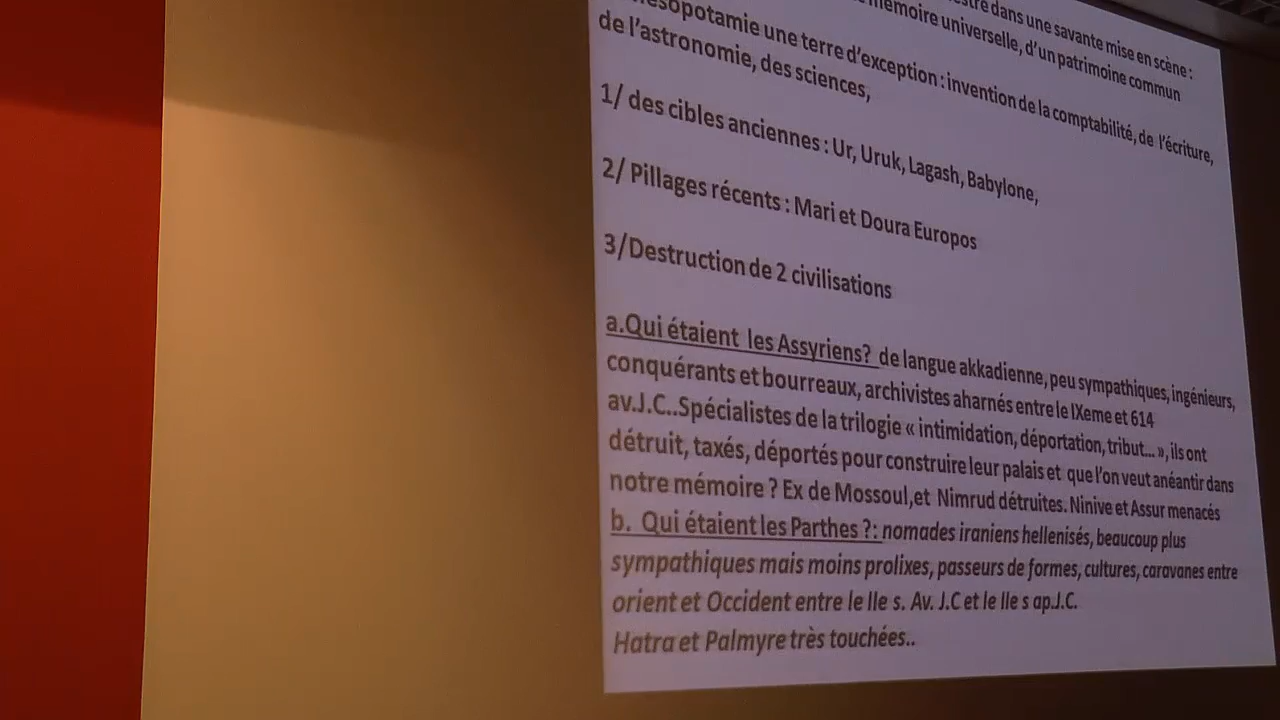 dans une savante mise en scène :
mémoire universelle, d'un patrimoine commun
une terre d'exception : invention de la comptabilité, de l'écriture,
de l'astronomie, des sciences,
1/ des cibles anciennes : Ur, Uruk, Lagash, Babylone,
2/ Pillages récents : Mari et Doura Europos
3/Destruction de 2 civilisations
a.Qui étaient les Assyriens? de langue akkadienne, peu sympathiques, ingénieurs,
conquérants et bourreaux, archivistes aharnés entre le IXeme et 614
av.J.C..Spécialistes de la trilogie « intimidation, déportation, tribut... », ils ont
détruit, taxés, déportés pour construire leur palais et que l'on veut anéantir dans
notre mémoire ? Ex de Mossoul,et Nimrud détruites. Ninive et Assur menacés
b. Qui étaient les Parthes ?: nomades iraniens hellenisés, beaucoup plus
sympathiques mais moins prolixes, passeurs de formes, cultures, caravanes entre
orient et Occident entre le IIe s. Av. J.C et le IIe s ap.J.C.
Hatra et Palmyre très touchées..